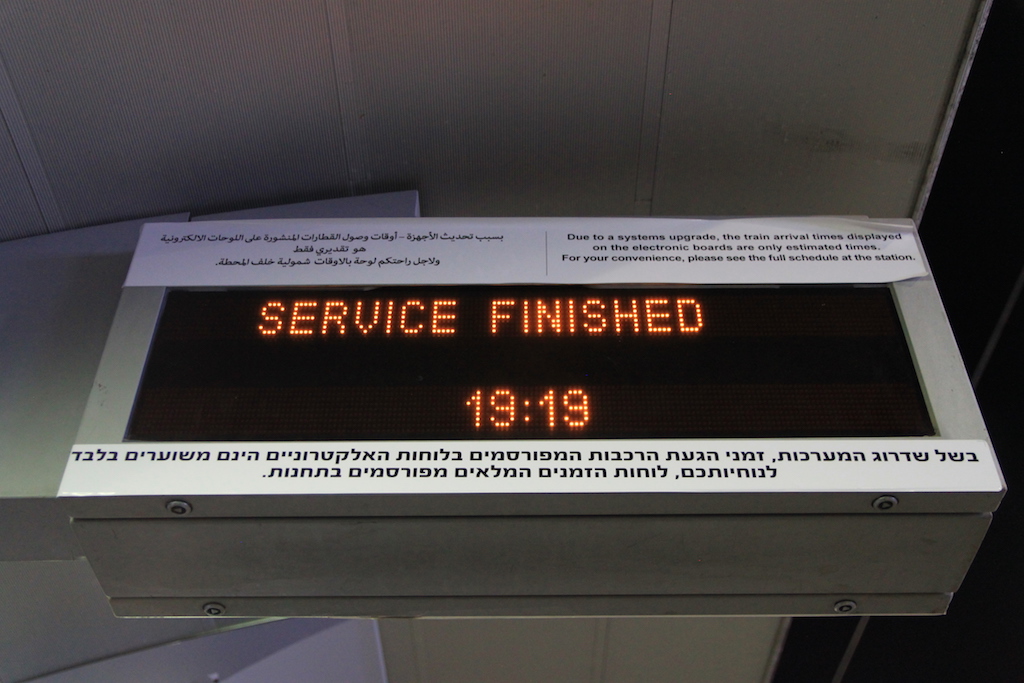 بسبب تحديث الأجهزة – أوقات وصول القطارات المنشورة على اللوحات الالكترونية
هو تقديري فقط
ولاجل راحتكم لوحة بالاوقات شمولية خلف المحطة.
Due to a systems upgrade, the train arrival times displayed
on the electronic boards are only estimated times.
For your convenience, please see the full schedule at the station.
SERVICE FINISHED
19:19
בשל שדרוג המערכות, זמני הגעת הרכבות המפורסמים בלוחות האלקטרוניים הינם משוערים בלבד
לנוחיותכם, לוחות הזמנים המלאים מפורסמים בתחנות.